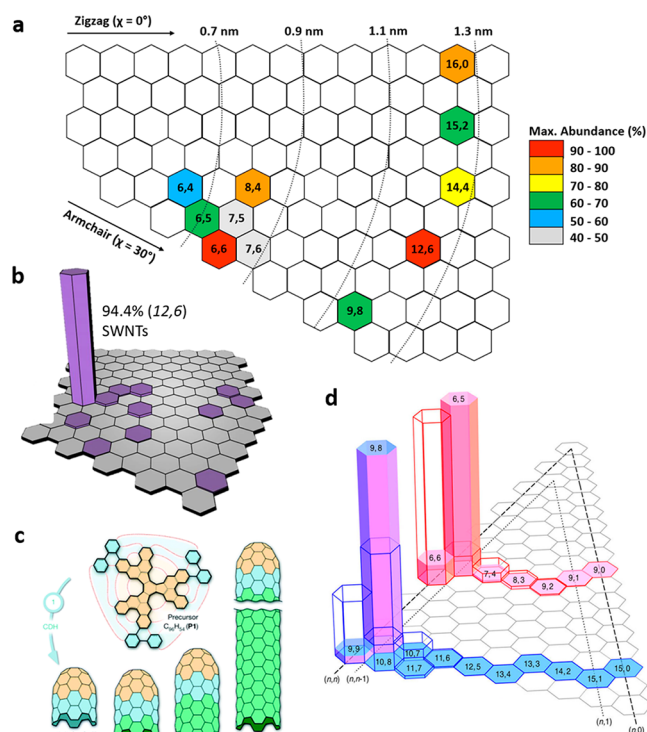 a
Zigzag (χ = 0°)
0.7 nm
0.9 nm
1.1 nm
1.3 nm
16,0
15,2
6,4
8,4
14,4
6,5
7,5
6,6
7,6
12,6
9,8
Armchair (χ = 30°)
Max. Abundance (%)
90 - 100
80 - 90
70 - 80
60 - 70
50 - 60
40 - 50
b
94.4% (12,6)
SWNTs
c
1
CDH
Precursor
C₉₆H₅₄ (P1)
d
6,5
9,8
6,6
7,4
8,3
9,2
9,1
9,0
9,9
10,8
10,7
11,7
11,6
12,5
13,4
13,3
14,2
15,1
15,0
(n,n)
(n,n-1)
(n,1)
(n,0)